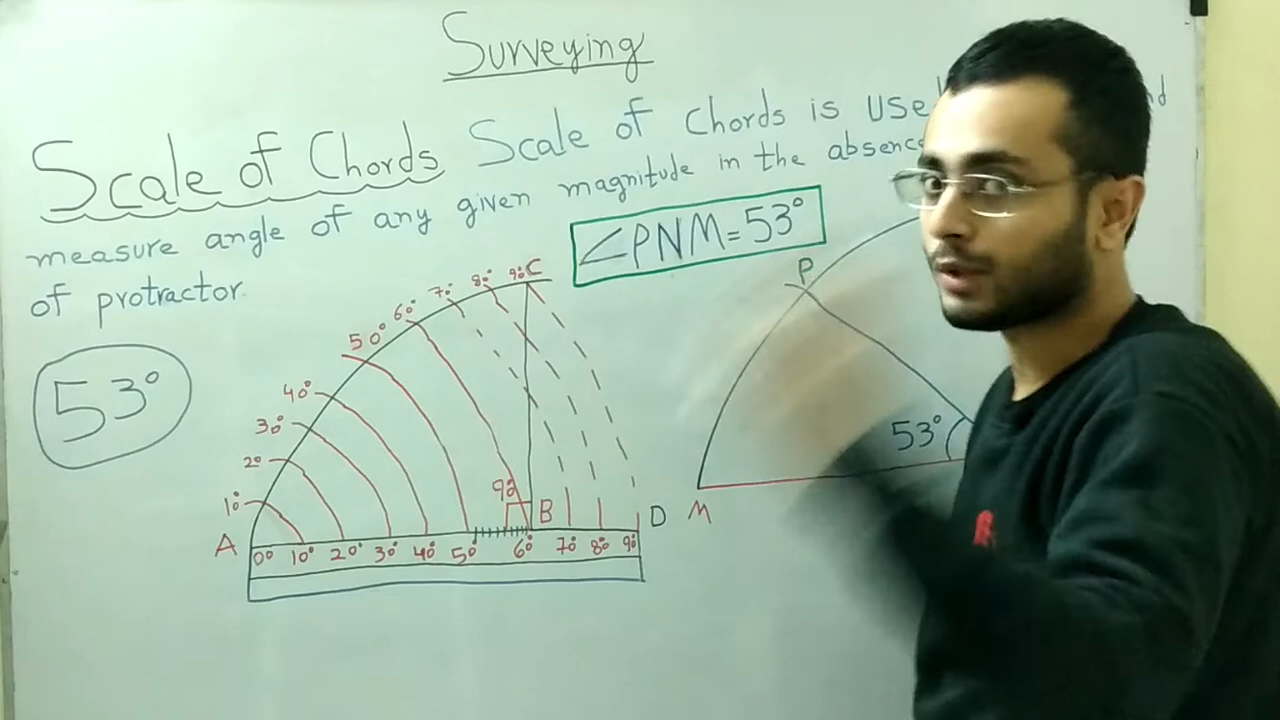 Surveying
Scale of Chords Scale of chords is use
measure angle of any given magnitude in the absence
of protractor.
∠PNM=53°
53°
10° 20° 30° 40° 50° 60° 70° 80° 90° C
P
53°
90°
A B D M
0° 10° 20° 30° 40° 50° 60° 70° 80° 90°